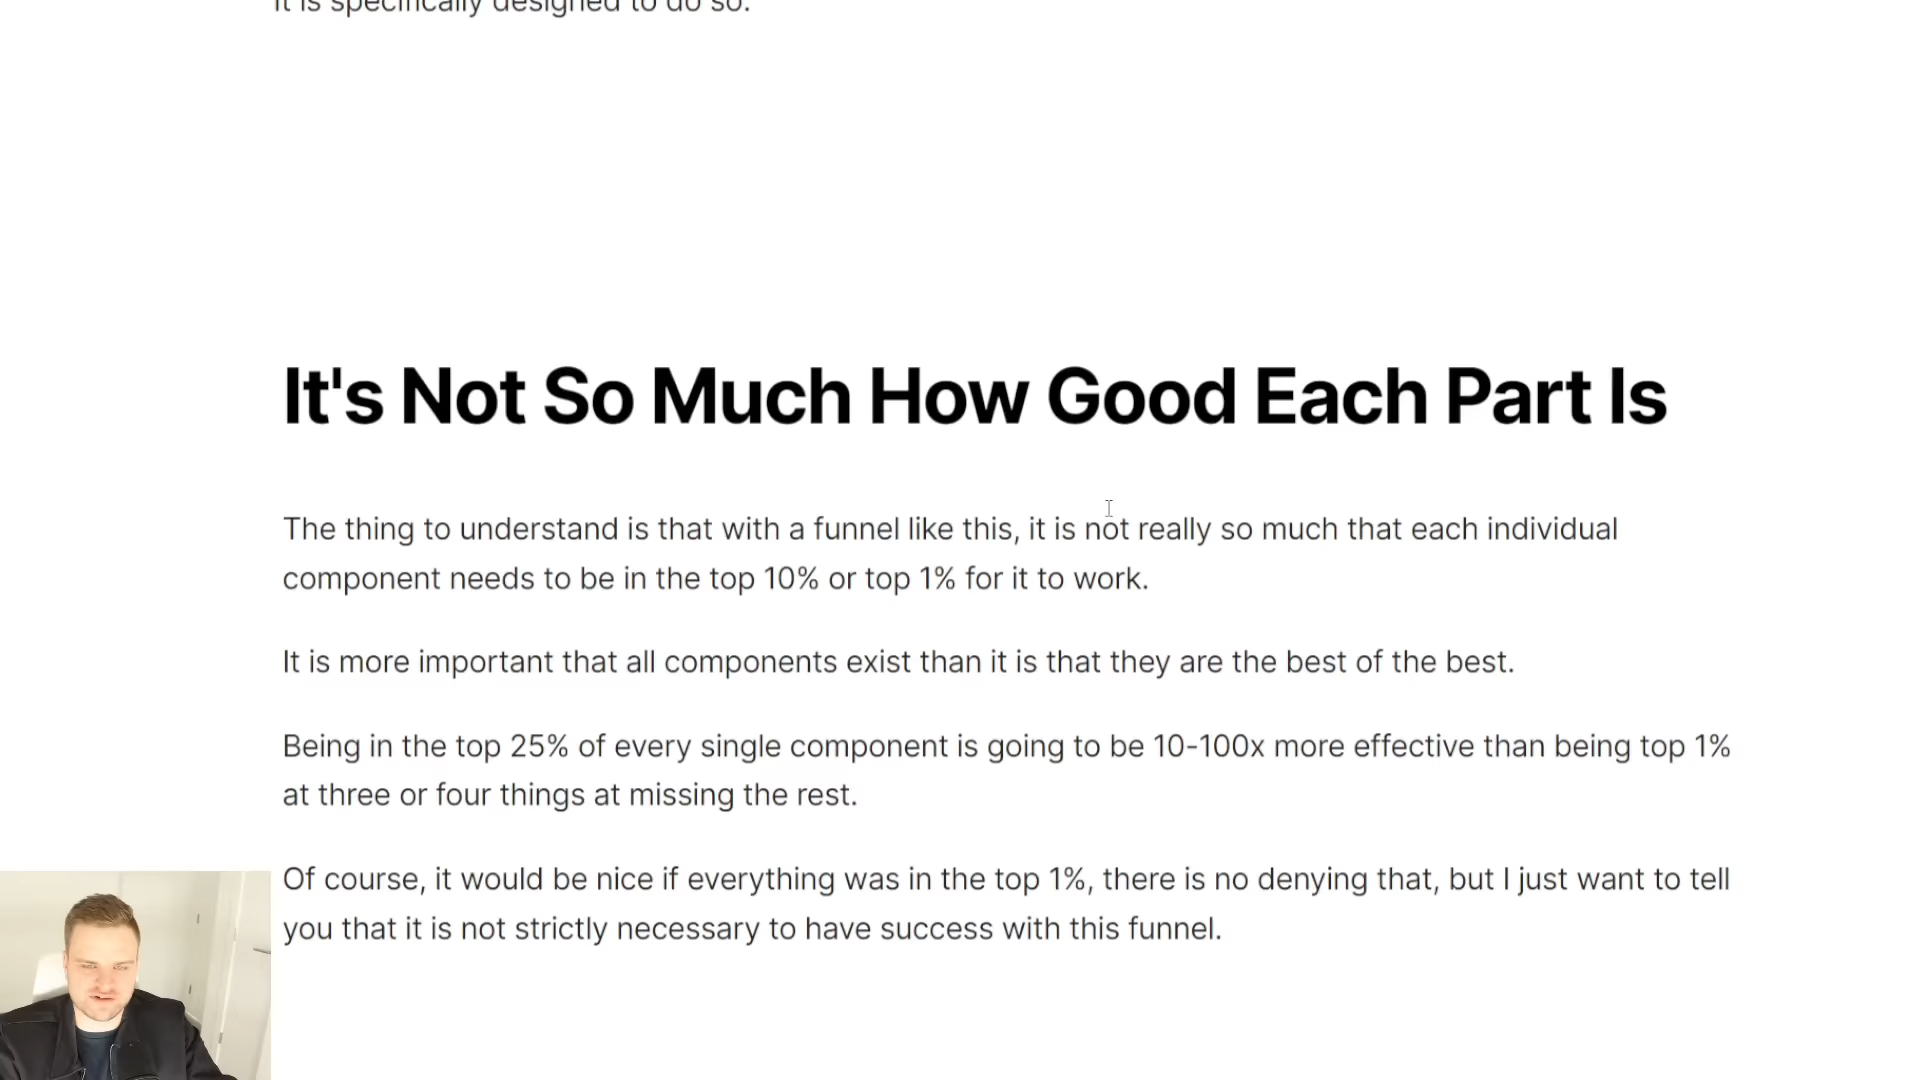 it is specifically designed to do so.
It's Not So Much How Good Each Part Is
The thing to understand is that with a funnel like this, it is not really so much that each individual
component needs to be in the top 10% or top 1% for it to work.
It is more important that all components exist than it is that they are the best of the best.
Being in the top 25% of every single component is going to be 10-100x more effective than being top 1%
at three or four things at missing the rest.
Of course, it would be nice if everything was in the top 1%, there is no denying that, but I just want to tell
you that it is not strictly necessary to have success with this funnel.